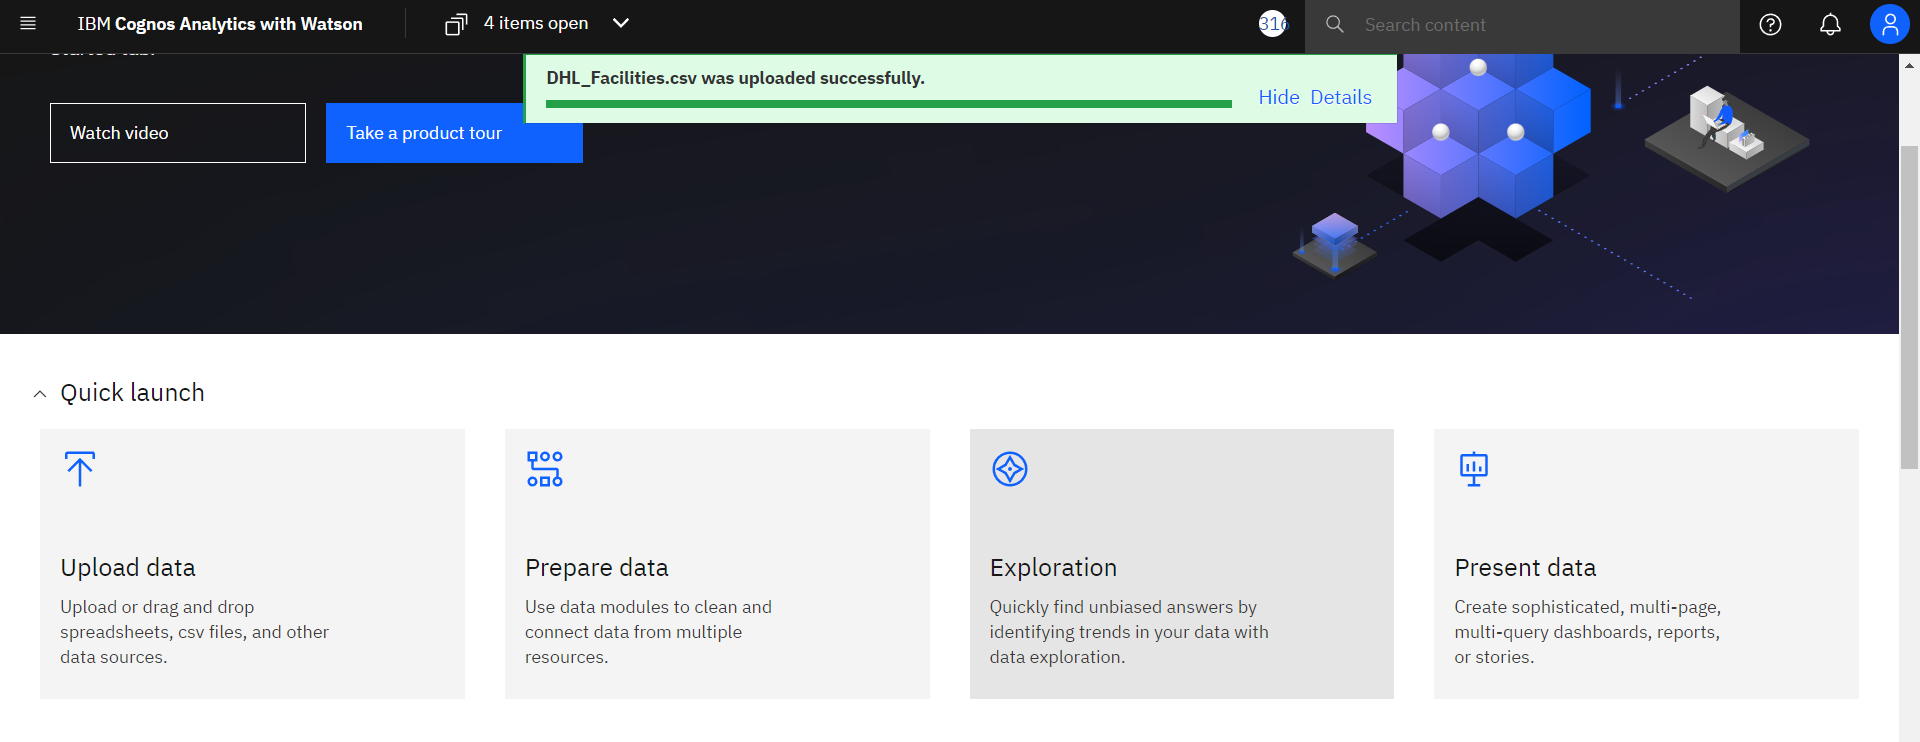 IBM Cognos Analytics with Watson
4 items open
316
Search content
DHL_Facilities.csv was uploaded successfully.
Hide Details
Watch video
Take a product tour
Quick launch
Upload data
Upload or drag and drop
spreadsheets, csv files, and other
data sources.
Prepare data
Use data modules to clean and
connect data from multiple
resources.
Exploration
Quickly find unbiased answers by
identifying trends in your data with
data exploration.
Present data
Create sophisticated, multi-page,
multi-query dashboards, reports,
or stories.